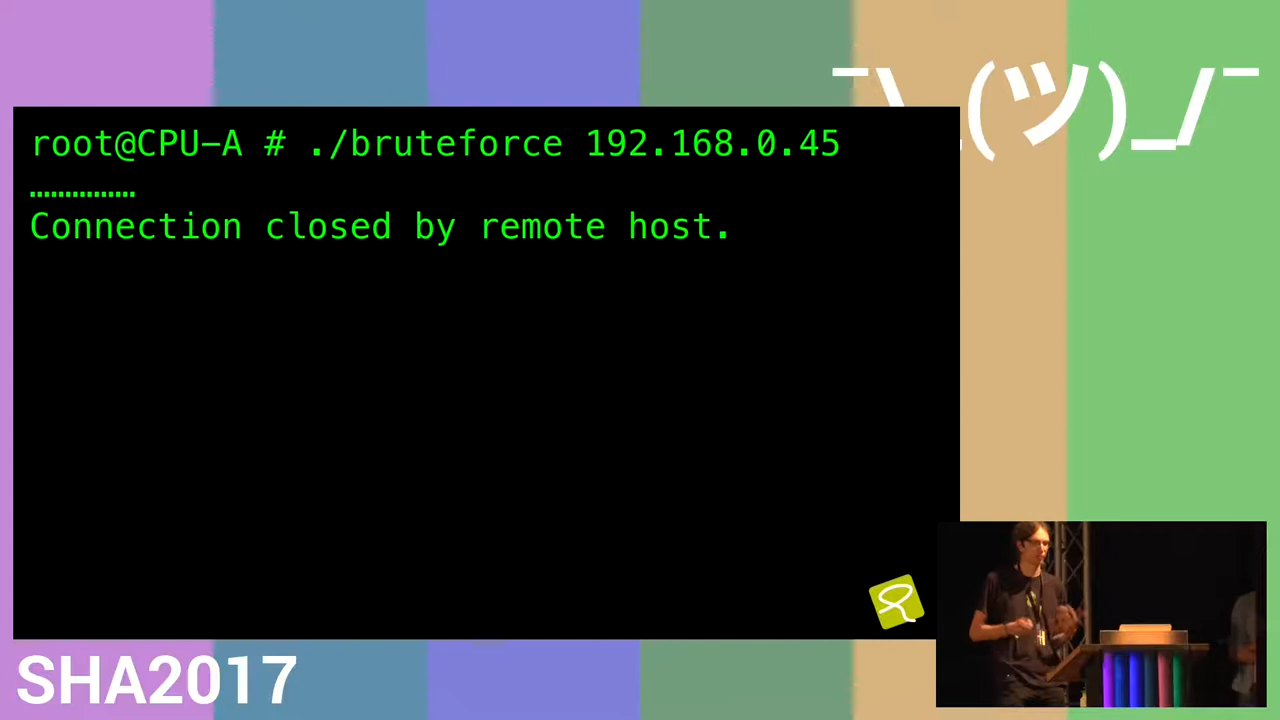 ¯\_(ツ)_/¯
root@CPU-A # ./bruteforce 192.168.0.45
……………
Connection closed by remote host.
SHA2017